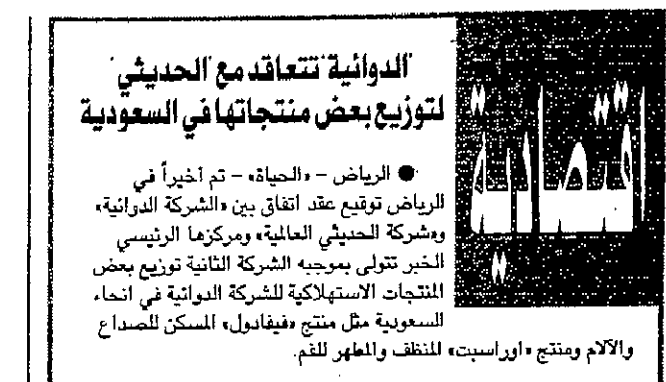 "الدوائية" تتعاقد مع "الحديثي"
لتوزيع بعض منتجاتها في السعودية
● الرياض - «الحياة» - تم أخيراً في
الرياض توقيع عقد اتفاق بين «الشركة الدوائية»
و«شركة الحديثي العالمية» ومركزها الرئيسي
الخبر تتولى بموجبه الشركة الثانية توزيع بعض
المنتجات الاستهلاكية للشركة الدوائية في انحاء
السعودية مثل منتج «فيفادول» المسكن للصداع
والآلام ومنتج «اوراسبت» المنظف والمطهر للفم.